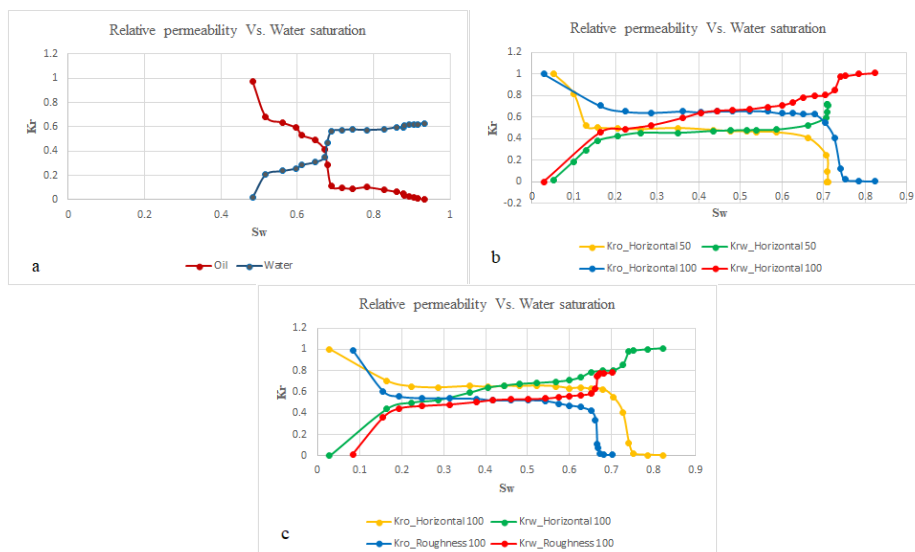 Relative permeability Vs. Water saturation
1.2
1
0.8
0.6
0.4
0.2
0
Kr
0 0.2 0.4 0.6 0.8 1
Sw
Oil Water
a
Relative permeability Vs. Water saturation
1.2
1
0.8
0.6
0.4
0.2
0
-0.2
Kr
0 0.1 0.2 0.3 0.4 0.5 0.6 0.7 0.8 0.9
Sw
Kro_Horizontal 50 Krw_Horizontal 50
Kro_Horizontal 100 Krw_Horizontal 100
b
Relative permeability Vs. Water saturation
1.2
1
0.8
0.6
0.4
0.2
0
Kr
0 0.1 0.2 0.3 0.4 0.5 0.6 0.7 0.8 0.9
Sw
Kro_Horizontal 100 Krw_Horizontal 100
Kro_Roughness 100 Krw_Roughness 100
c